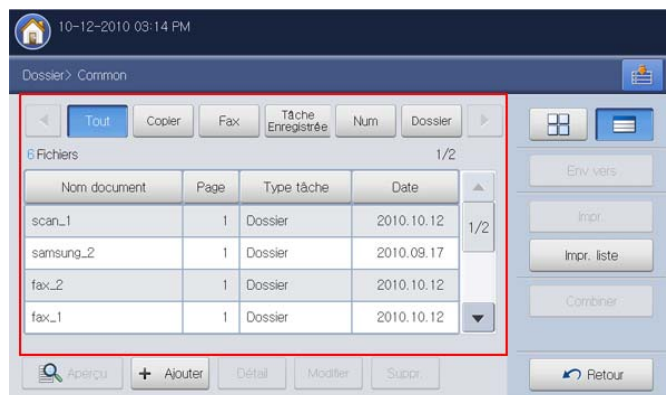 10-12-2010 03:14 PM
Dossier> Common
Tout Copier Fax Tâche Enregistrée Num Dossier
6 Fichiers 1/2
Nom document Page Type tâche Date
scan_1 1 Dossier 2010.10.12
1/2
samsung_2 1 Dossier 2010.09.17
fax_2 1 Dossier 2010.10.12
fax_1 1 Dossier 2010.10.12
Env vers
Impr.
Impr. liste
Combiner
Aperçu + Ajouter Détail Modifier Suppr.
Retour